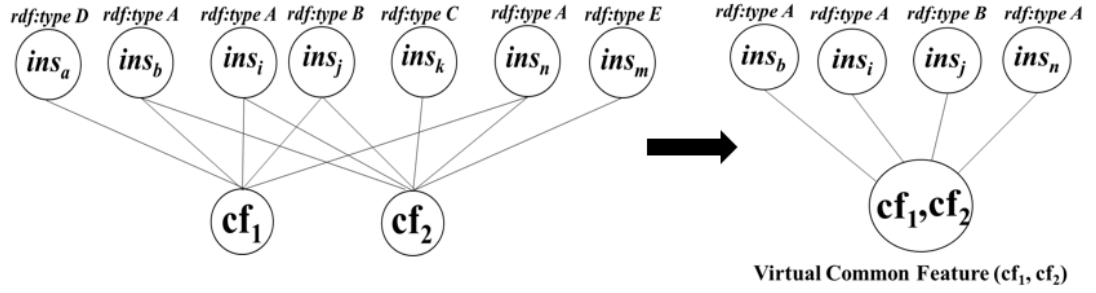 rdf:type D rdf:type A rdf:type A rdf:type B rdf:type C rdf:type A rdf:type E
ins_a ins_b ins_i ins_j ins_k ins_n ins_m
cf_1 cf_2
rdf:type A rdf:type A rdf:type B rdf:type A
ins_b ins_i ins_j ins_n
cf_1,cf_2
Virtual Common Feature (cf_1, cf_2)